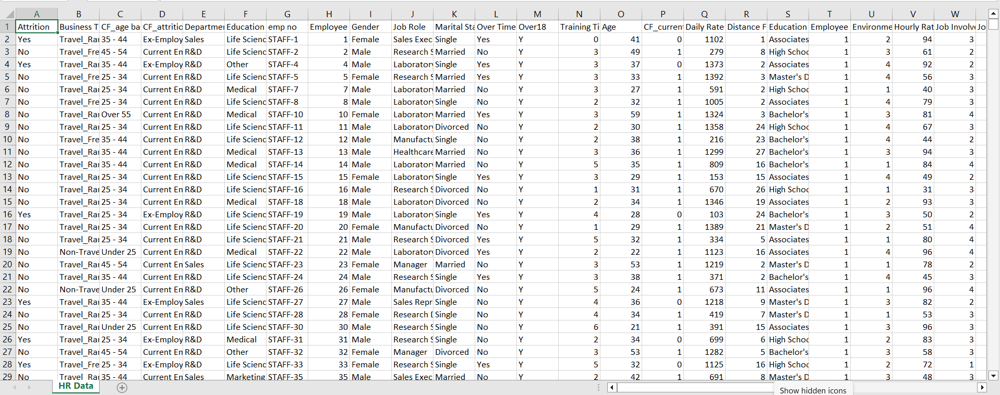 A B C D E F G H I J K L M N O P Q R S T U V W
1 Attrition Business T CF_age ba CF_attritio Departmer Education emp no Employee Gender Job Role Marital Sta Over Time Over18 Training Ti Age CF_current Daily Rate Distance F Education Employee Environme Hourly Rat Job Involve Jo
2 Yes Travel_Rar 35 - 44 Ex-Employ Sales Life Scienc STAFF-1 1 Female Sales Exec Single Yes Y 0 41 0 1102 1 Associates 1 2 94 3
3 No Travel_Fre 45 - 54 Current En R&D Life Scienc STAFF-2 2 Male Research S Married No Y 3 49 1 279 8 High Schoo 1 3 61 2
4 Yes Travel_Rar 35 - 44 Ex-Employ R&D Other STAFF-4 4 Male Laboratory Single Yes Y 3 37 0 1373 2 Associates 1 4 92 2
5 No Travel_Fre 25 - 34 Current En R&D Life Scienc STAFF-5 5 Female Research S Married Yes Y 3 33 1 1392 3 Master's D 1 4 56 3
6 No Travel_Rar 25 - 34 Current En R&D Medical STAFF-7 7 Male Laboratory Married No Y 3 27 1 591 2 High Schoo 1 1 40 3
7 No Travel_Fre 25 - 34 Current En R&D Life Scienc STAFF-8 8 Male Laboratory Single No Y 2 32 1 1005 2 Associates 1 4 79 3
8 No Travel_Rar Over 55 Current En R&D Medical STAFF-10 10 Female Laboratory Married Yes Y 3 59 1 1324 3 Bachelor's 1 3 81 4
9 No Travel_Rar 25 - 34 Current En R&D Life Scienc STAFF-11 11 Male Laboratory Divorced No Y 2 30 1 1358 24 High Schoo 1 4 67 3
10 No Travel_Fre 35 - 44 Current En R&D Life Scienc STAFF-12 12 Male Manufactu Single No Y 2 38 1 216 23 Bachelor's 1 4 44 2
11 No Travel_Rar 35 - 44 Current En R&D Medical STAFF-13 13 Male Healthcare Married No Y 3 36 1 1299 27 Bachelor's 1 3 94 3
12 No Travel_Rar 35 - 44 Current En R&D Medical STAFF-14 14 Male Laboratory Married No Y 5 35 1 809 16 Bachelor's 1 1 84 4
13 No Travel_Rar 25 - 34 Current En R&D Life Scienc STAFF-15 15 Female Laboratory Single Yes Y 3 29 1 153 15 Associates 1 4 49 2
14 No Travel_Rar 25 - 34 Current En R&D Life Scienc STAFF-16 16 Male Research S Divorced No Y 1 31 1 670 26 High Schoo 1 1 31 3
15 No Travel_Rar 25 - 34 Current En R&D Medical STAFF-18 18 Male Laboratory Divorced No Y 2 34 1 1346 19 Associates 1 2 93 3
16 Yes Travel_Rar 25 - 34 Ex-Employ R&D Life Scienc STAFF-19 19 Male Laboratory Single Yes Y 4 28 0 103 24 Bachelor's 1 3 50 2
17 No Travel_Rar 25 - 34 Current En R&D Life Scienc STAFF-20 20 Female Manufactu Divorced No Y 1 29 1 1389 21 Master's D 1 2 51 4
18 No Travel_Rar 25 - 34 Current En R&D Life Scienc STAFF-21 21 Male Research S Divorced Yes Y 5 32 1 334 5 Associates 1 1 80 4
19 No Non-Trave Under 25 Current En R&D Medical STAFF-22 22 Male Laboratory Divorced Yes Y 2 22 1 1123 16 Associates 1 4 96 4
20 No Travel_Rar 45 - 54 Current En Sales Life Scienc STAFF-23 23 Female Manager Married No Y 3 53 1 1219 2 Master's D 1 1 78 2
21 No Travel_Rar 35 - 44 Current En R&D Life Scienc STAFF-24 24 Male Research S Single Yes Y 3 38 1 371 2 Bachelor's 1 4 45 3
22 No Non-Trave Under 25 Current En R&D Other STAFF-26 26 Female Manufactu Divorced No Y 5 24 1 673 11 Associates 1 1 96 4
23 Yes Travel_Rar 35 - 44 Ex-Employ Sales Life Scienc STAFF-27 27 Male Sales Repr Single No Y 4 36 0 1218 9 Master's D 1 3 82 2
24 No Travel_Rar 25 - 34 Current En R&D Life Scienc STAFF-28 28 Female Research D Single No Y 4 34 1 419 7 Master's D 1 1 53 3
25 No Travel_Rar Under 25 Current En R&D Life Scienc STAFF-30 30 Male Research S Single No Y 6 21 1 391 15 Associates 1 3 96 3
26 Yes Travel_Rar 25 - 34 Ex-Employ R&D Medical STAFF-31 31 Male Research S Single No Y 2 34 0 699 6 High Schoo 1 2 83 3
27 No Travel_Rar 45 - 54 Current En R&D Other STAFF-32 32 Female Manager Divorced No Y 3 53 1 1282 5 Bachelor's 1 3 58 3
28 Yes Travel_Fre 25 - 34 Ex-Employ R&D Life Scienc STAFF-33 33 Female Research S Single Yes Y 5 32 0 1125 16 High Schoo 1 2 72 1
29 No Travel_Rar 35 - 44 Current En Sales Marketing STAFF-35 35 Male Sales Exec Married No Y 2 42 1 691 8 Master's D 1 3 48 3
HR Data
Show hidden icons